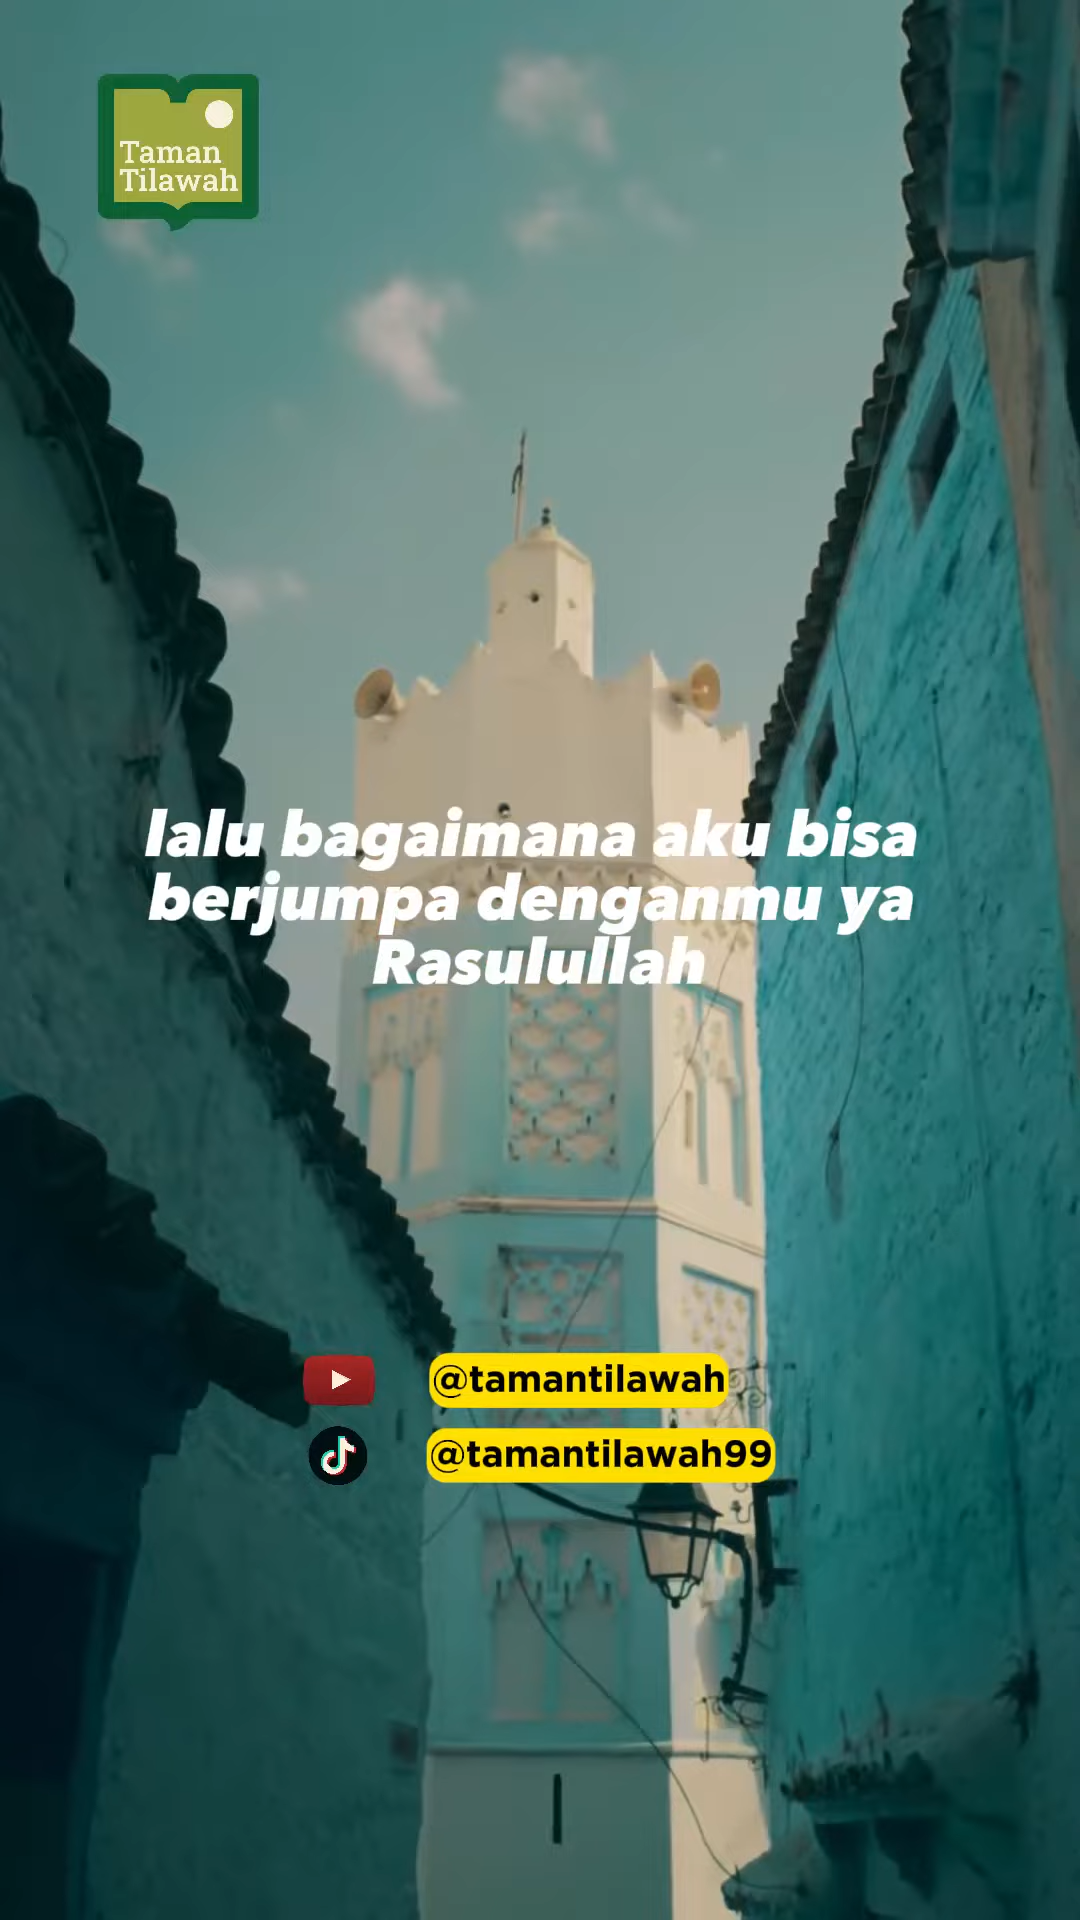 Taman
Tilawah
lalu bagaimana aku bisa
berjumpa denganmu ya
Rasulullah
@tamantilawah
@tamantilawah99